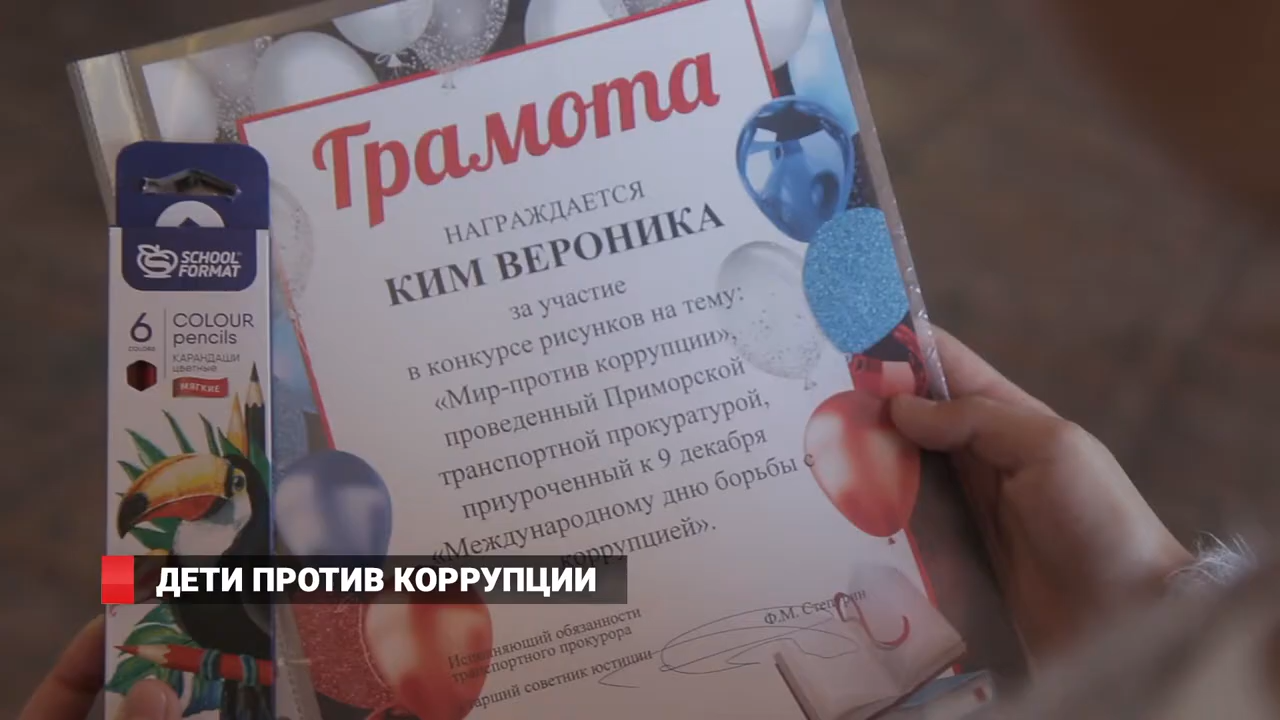 Грамота
НАГРАЖДАЕТСЯ
КИМ ВЕРОНИКА
за участие
в конкурсе рисунков на тему:
«Мир-против коррупции»,
проведенный Приморской
транспортной прокуратурой,
приуроченный к 9 декабря
«Международному дню борьбы с
коррупцией».
Исполняющий обязанности
транспортного прокурора
старший советник юстиции
Ф.М.
SCHOOL
FORMAT
6
COLORS
COLOUR
pencils
КАРАНДАШИ
цветные
МЯГКИЕ
ДЕТИ ПРОТИВ КОРРУПЦИИ